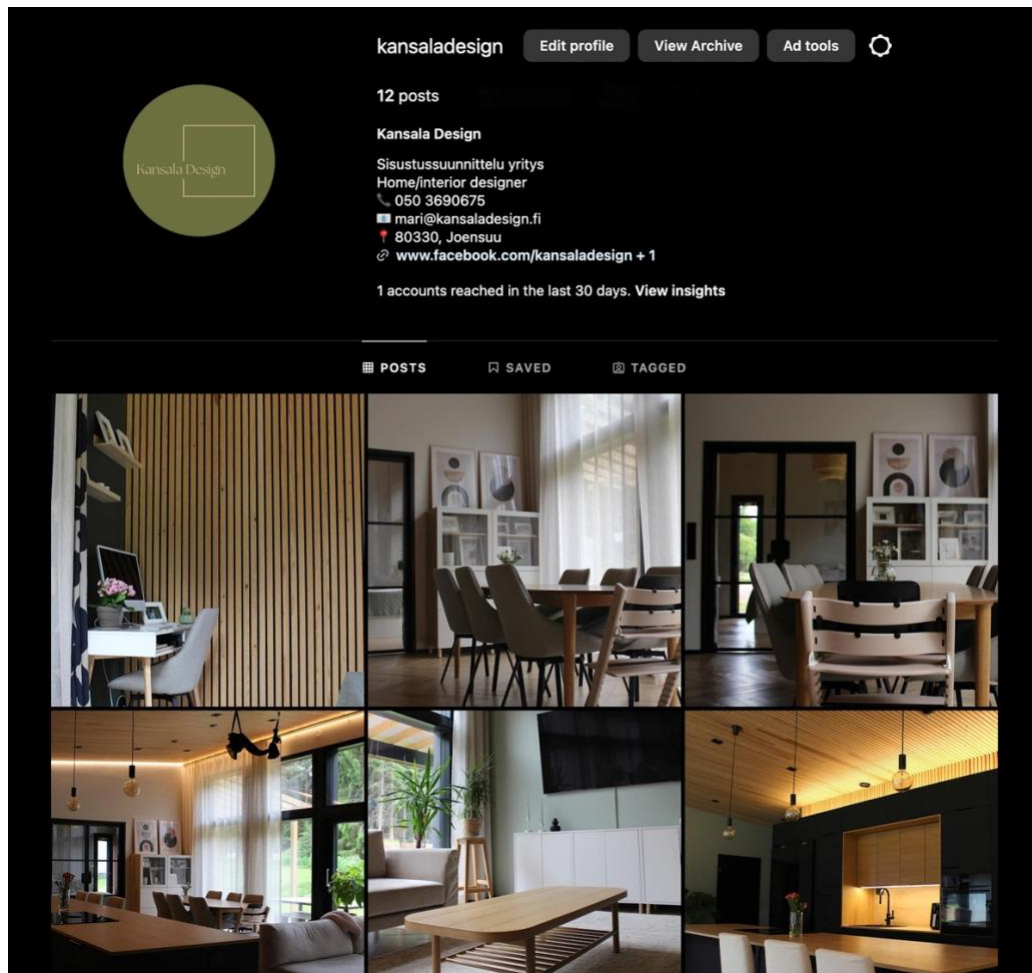 kansaladesign Edit profile View Archive Ad tools
12 posts
Kansala Design
Kansala Design
Sisustussuunnittelu yritys
Home/interior designer
050 3690675
mari@kansaladesign.fi
80330, Joensuu
www.facebook.com/kansaladesign + 1
1 accounts reached in the last 30 days. View insights
POSTS SAVED TAGGED